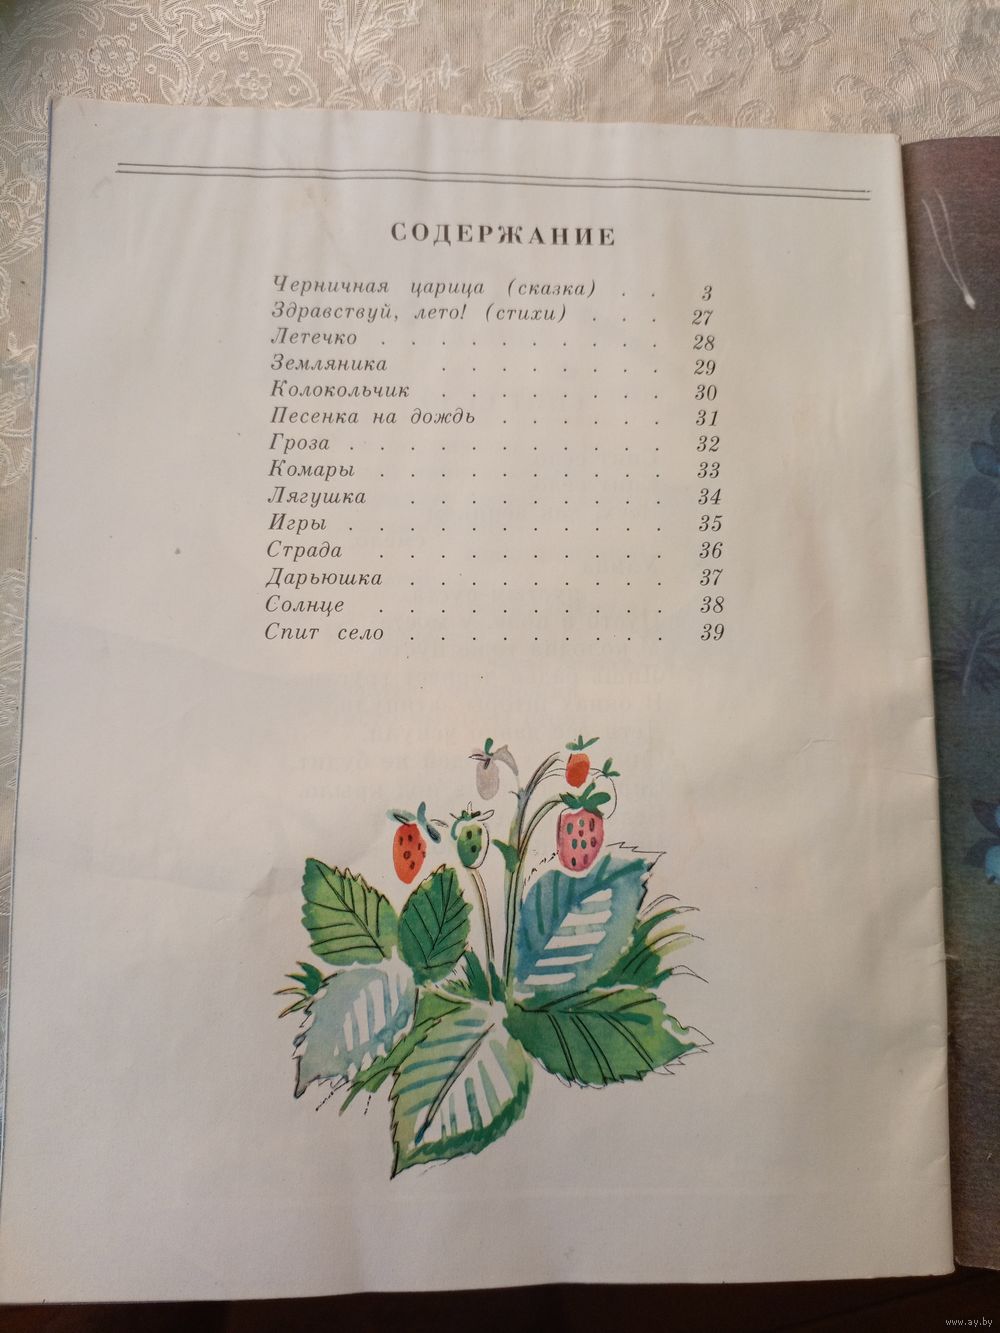 СОДЕРЖАНИЕ
Черничная царица (сказка) . . 3
Здравствуй, лето! (стихи) . . . 27
Летечко . . . . . . . . . . 28
Земляника . . . . . . . . 29
Колокольчик . . . . . . . . 30
Песенка на дождь . . . . . . 31
Гроза . . . . . . . . . . . 32
Комары . . . . . . . . . . 33
Лягушка . . . . . . . . . 34
Игры . . . . . . . . . . . 35
Страда . . . . . . . . . . 36
Дарьюшка . . . . . . . . . 37
Солнце . . . . . . . . . . 38
Спит село . . . . . . . . . 39
www.ay.by